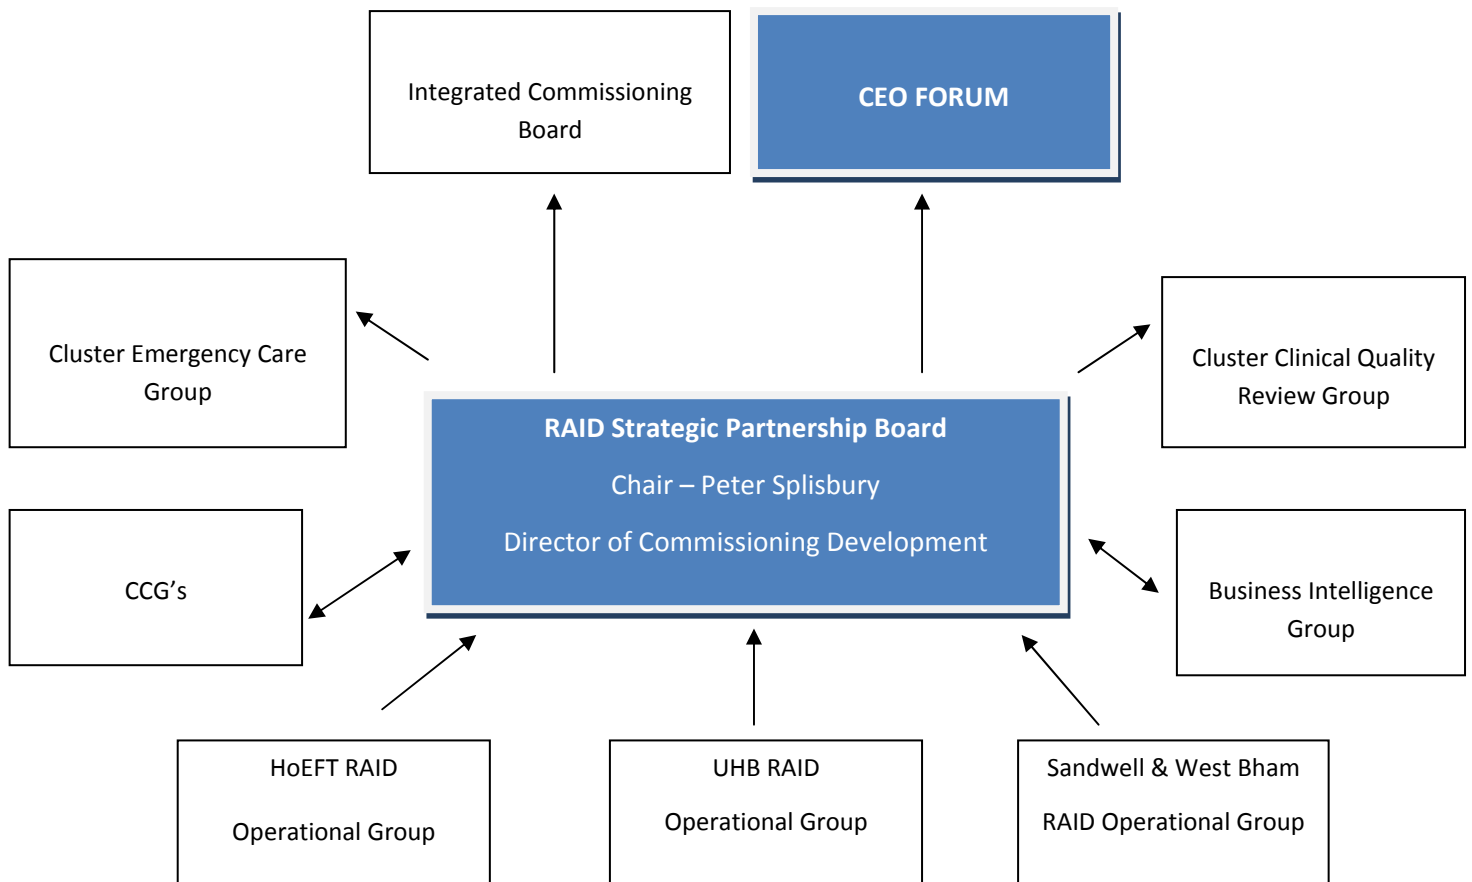 Integrated Commissioning
Board
CEO FORUM
Cluster Emergency Care
Group
Cluster Clinical Quality
Review Group
RAID Strategic Partnership Board
Chair – Peter Splisbury
Director of Commissioning Development
CCG’s
Business Intelligence
Group
HoEFT RAID
Operational Group
UHB RAID
Operational Group
Sandwell & West Bham
RAID Operational Group